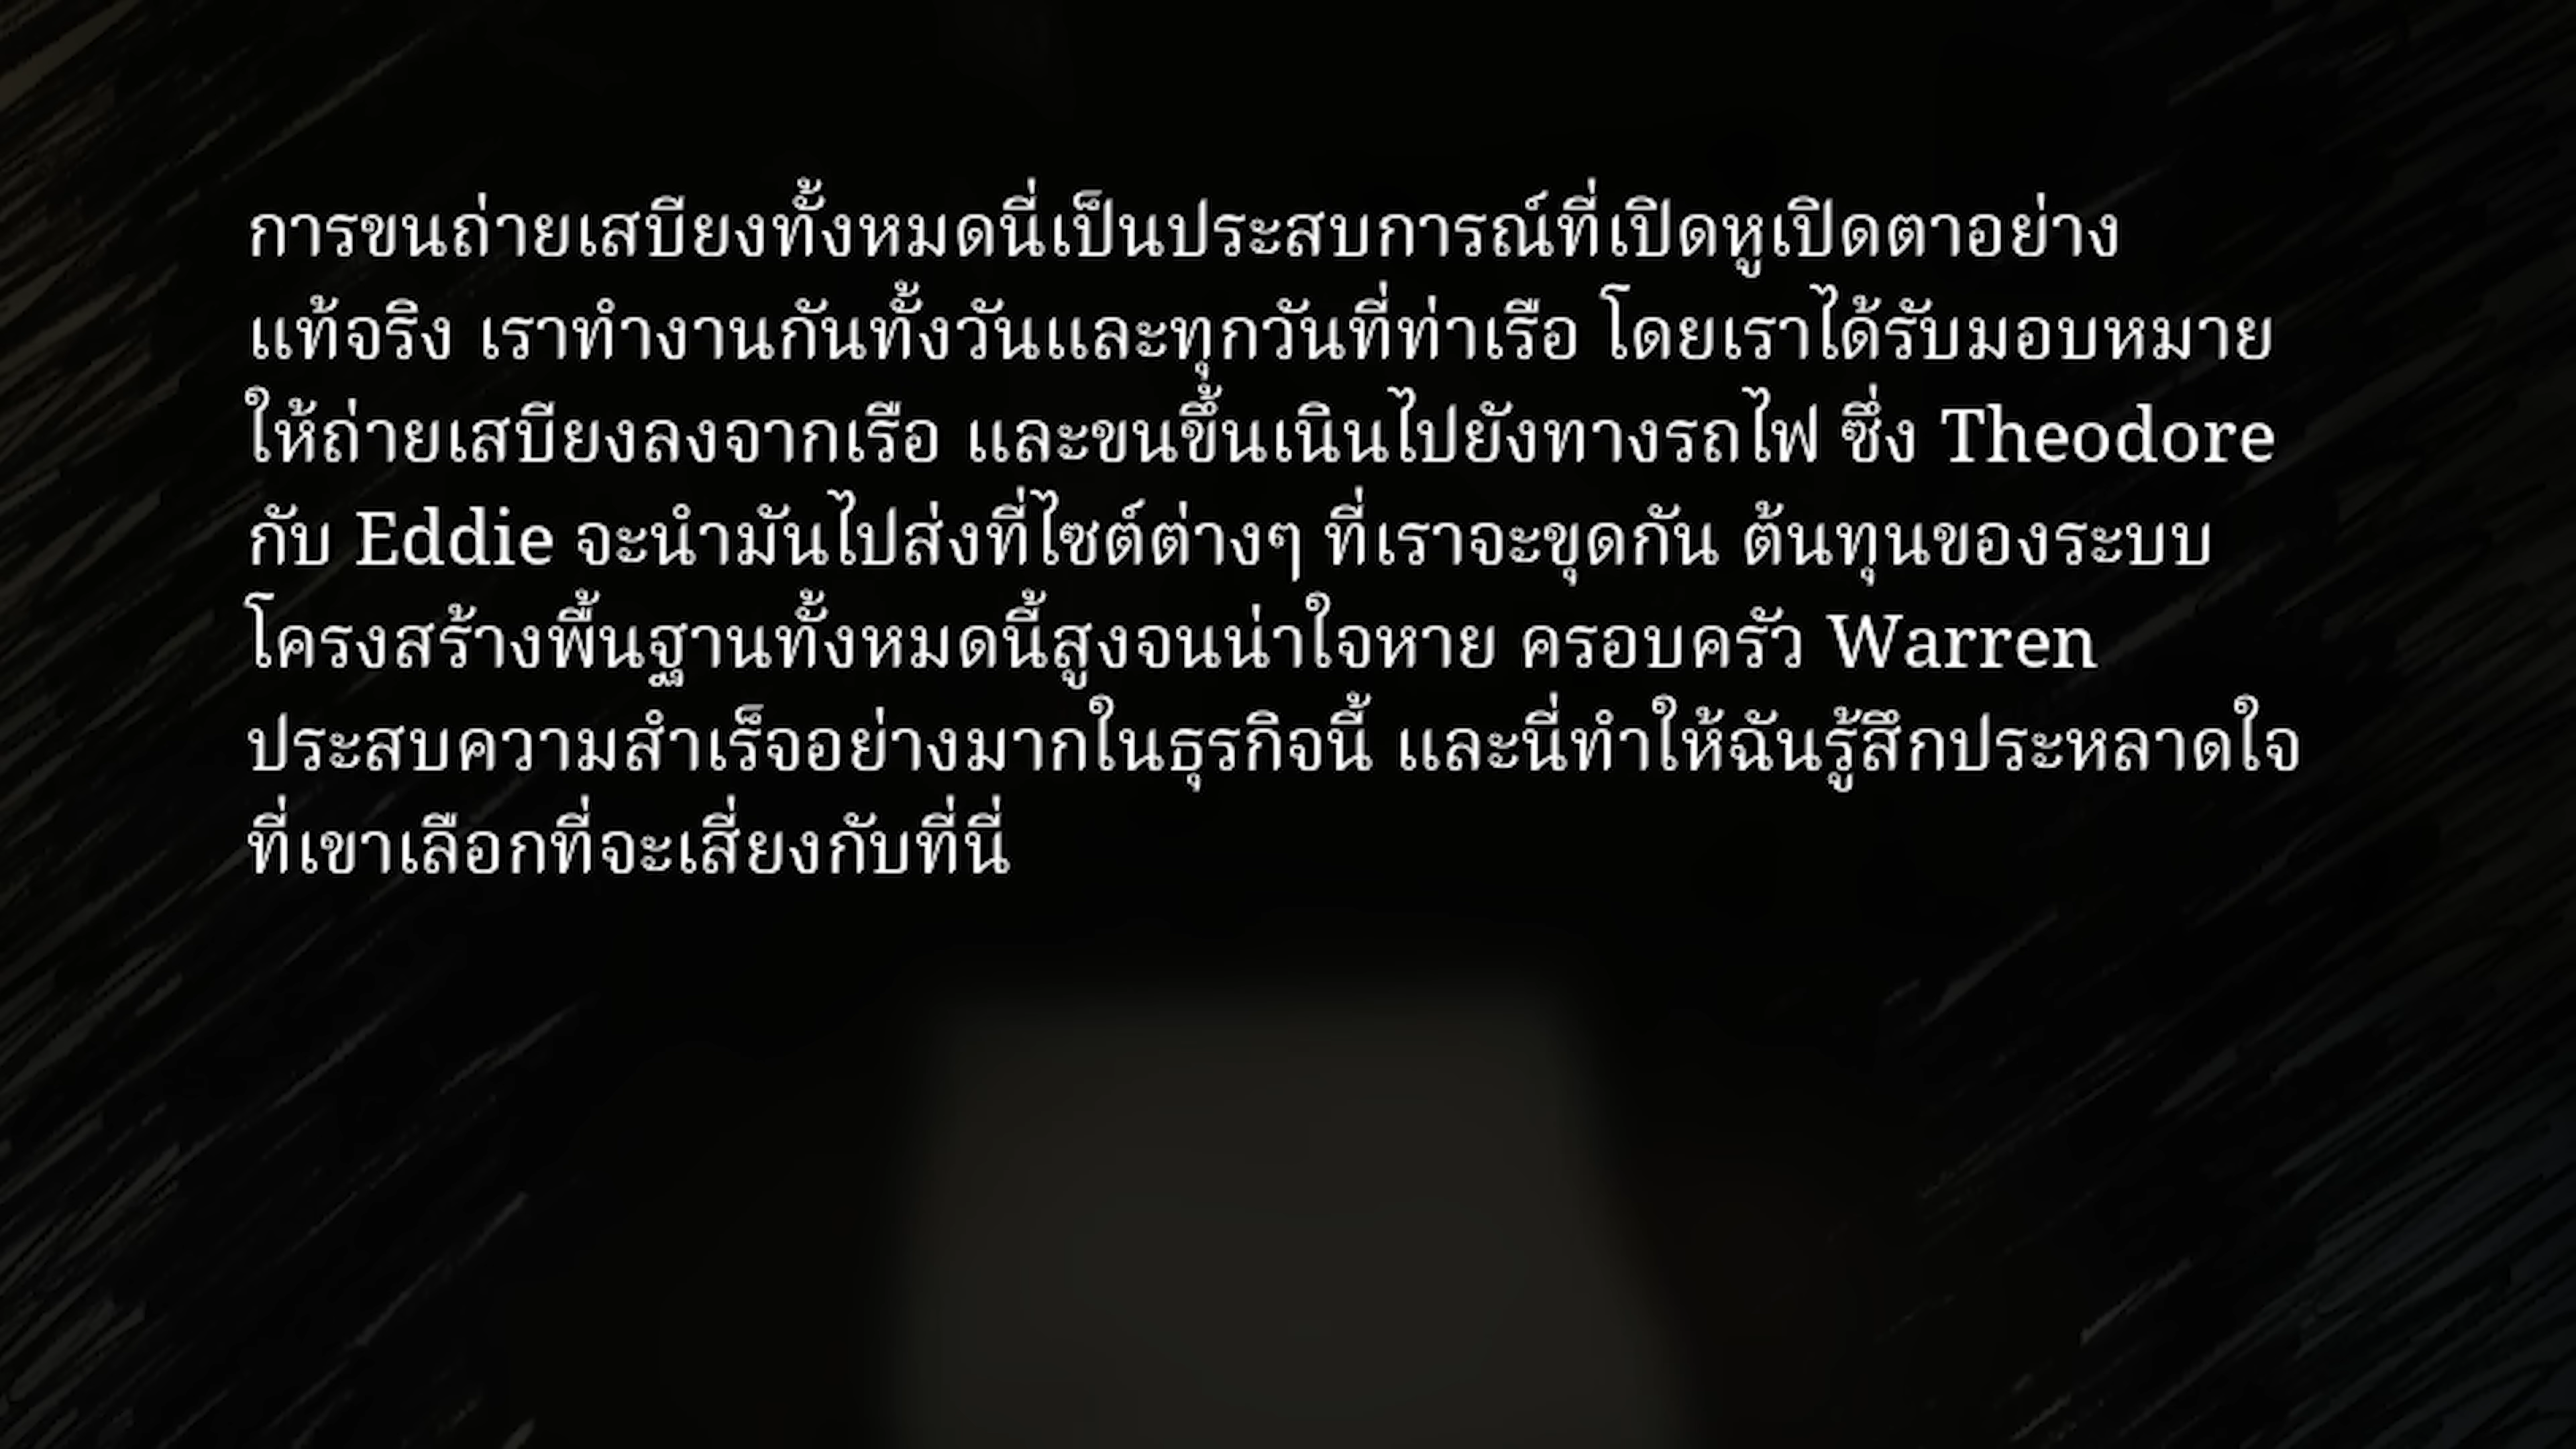 การขนถ่ายเสบียงทั้งหมดนี่เป็นประสบการณ์ที่เปิดหูเปิดตาอย่าง
แท้จริง เราทำงานกันทั้งวันและทุกวันที่ท่าเรือ โดยเราได้รับมอบหมาย
ให้ถ่ายเสบียงลงจากเรือ และขนขึ้นเนินไปยังทางรถไฟ ซึ่ง Theodore
กับ Eddie จะนำมันไปส่งที่ไซต์ต่างๆ ที่เราจะขุดกัน ต้นทุนของระบบ
โครงสร้างพื้นฐานทั้งหมดนี้สูงจนน่าใจหาย ครอบครัว Warren
ประสบความสำเร็จอย่างมากในธุรกิจนี้ และนี่ทำให้ฉันรู้สึกประหลาดใจ
ที่เขาเลือกที่จะเสี่ยงกับที่นี่